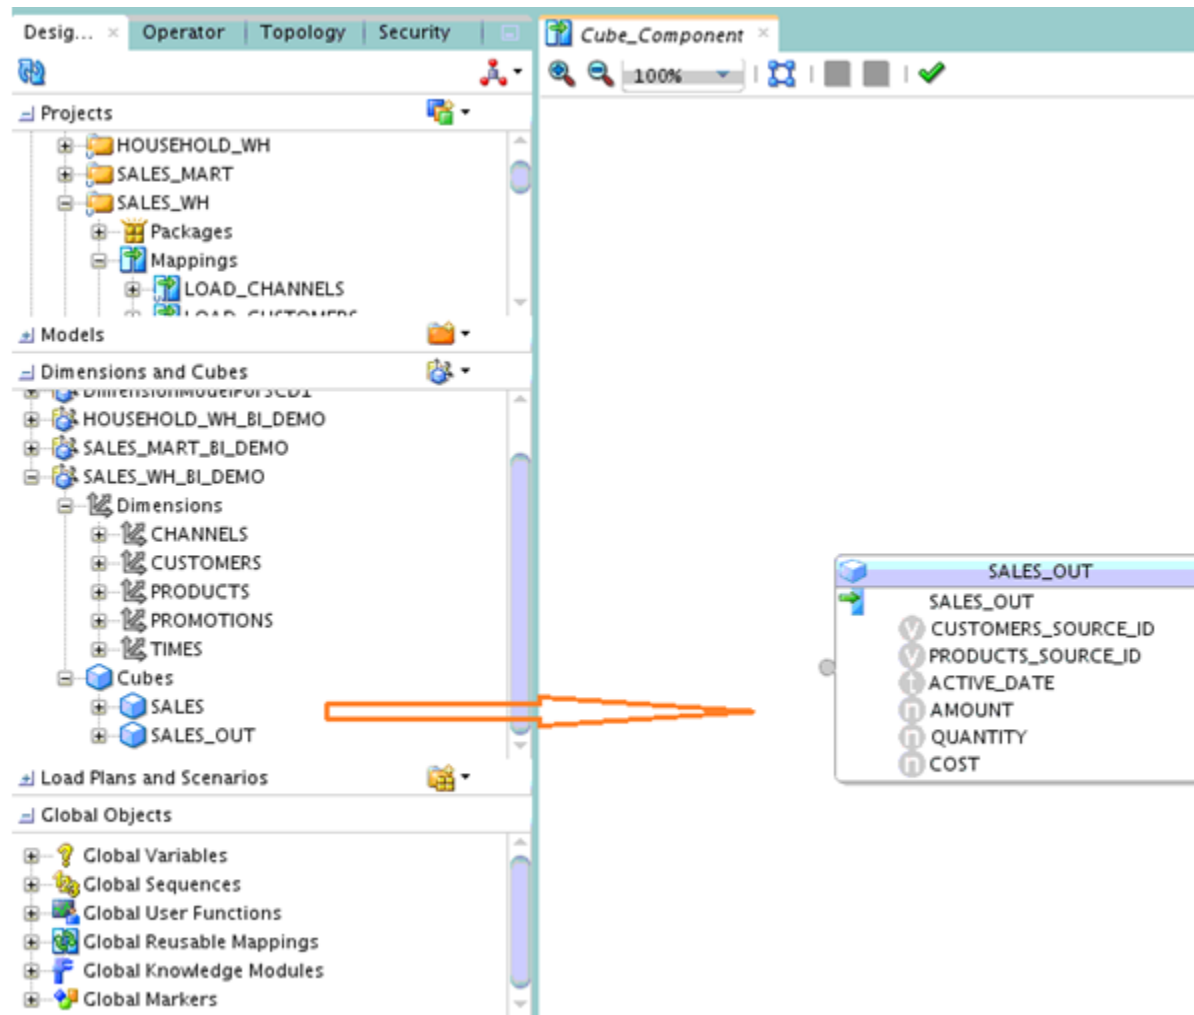 Desig... × Operator Topology Security
Projects
HOUSEHOLD_WH
SALES_MART
SALES_WH
Packages
Mappings
LOAD_CHANNELS
LOAD_CUSTOMERS
Models
Dimensions and Cubes
DimensionModelForSCD1
HOUSEHOLD_WH_BI_DEMO
SALES_MART_BI_DEMO
SALES_WH_BI_DEMO
Dimensions
CHANNELS
CUSTOMERS
PRODUCTS
PROMOTIONS
TIMES
Cubes
SALES
SALES_OUT
Load Plans and Scenarios
Global Objects
Global Variables
Global Sequences
Global User Functions
Global Reusable Mappings
Global Knowledge Modules
Global Markers
Cube_Component ×
100%
SALES_OUT
SALES_OUT
V CUSTOMERS_SOURCE_ID
V PRODUCTS_SOURCE_ID
t ACTIVE_DATE
n AMOUNT
n QUANTITY
n COST